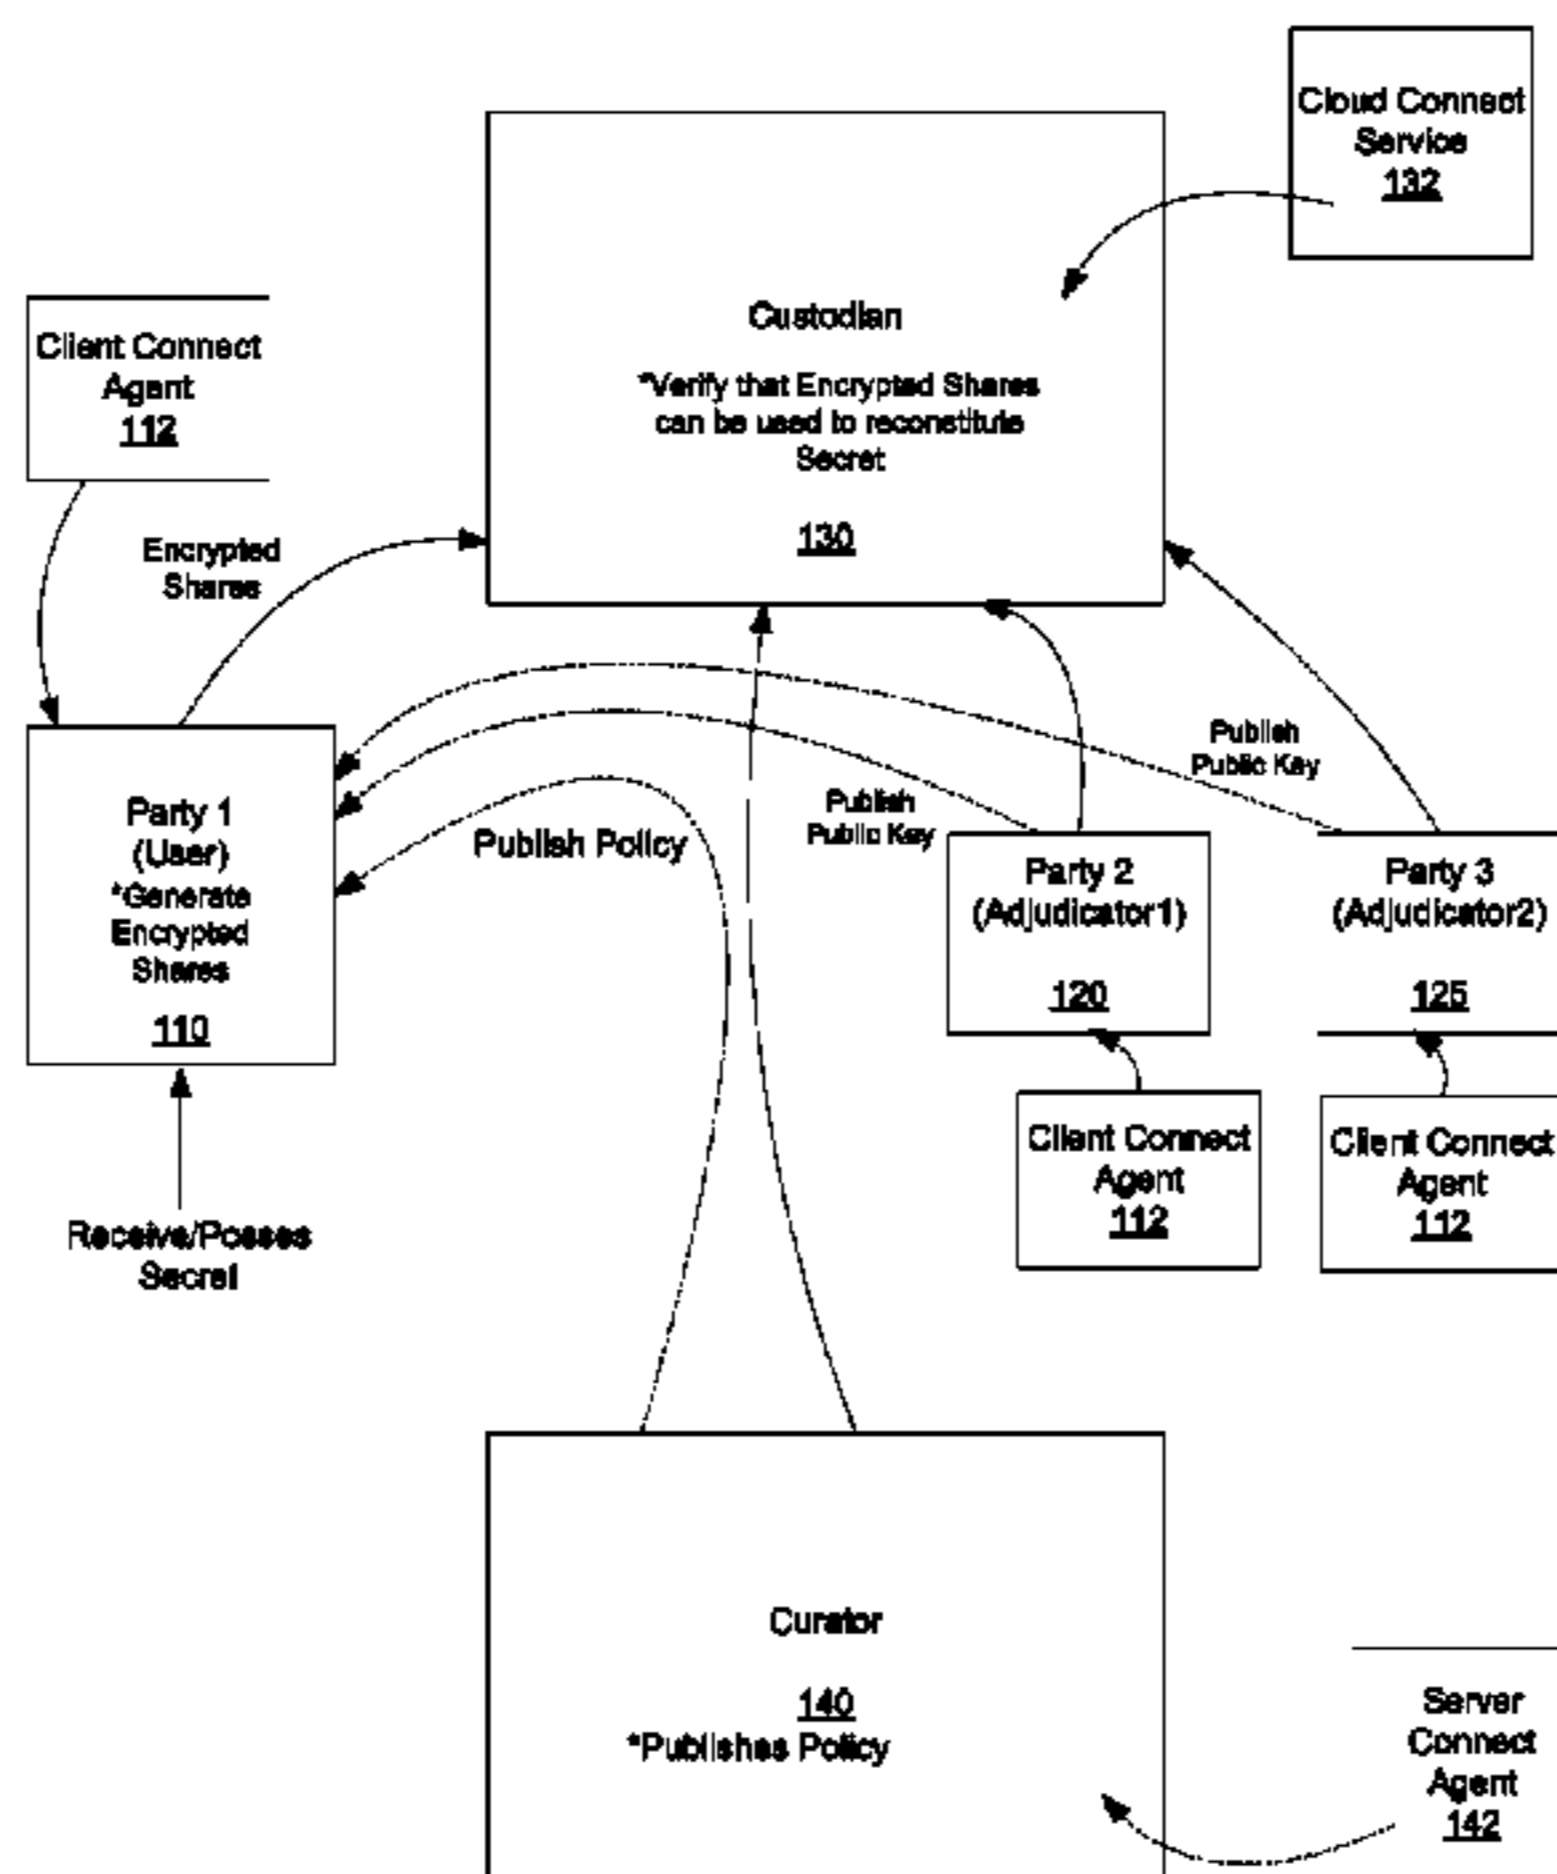 Cloud Connect
Service
132
Custodian
*Verify that Encrypted Shares
can be used to reconstitute
Secret
130
Client Connect
Agent
112
Encrypted
Shares
Publish
Public Key
Publish
Public Key
Publish Policy
Party 1
(User)
*Generate
Encrypted
Shares
110
Party 2
(Adjudicator1)
120
Party 3
(Adjudicator2)
125
Client Connect
Agent
112
Client Connect
Agent
112
Receive/Posses
Secret
Curator
140
*Publishes Policy
Server
Connect
Agent
142